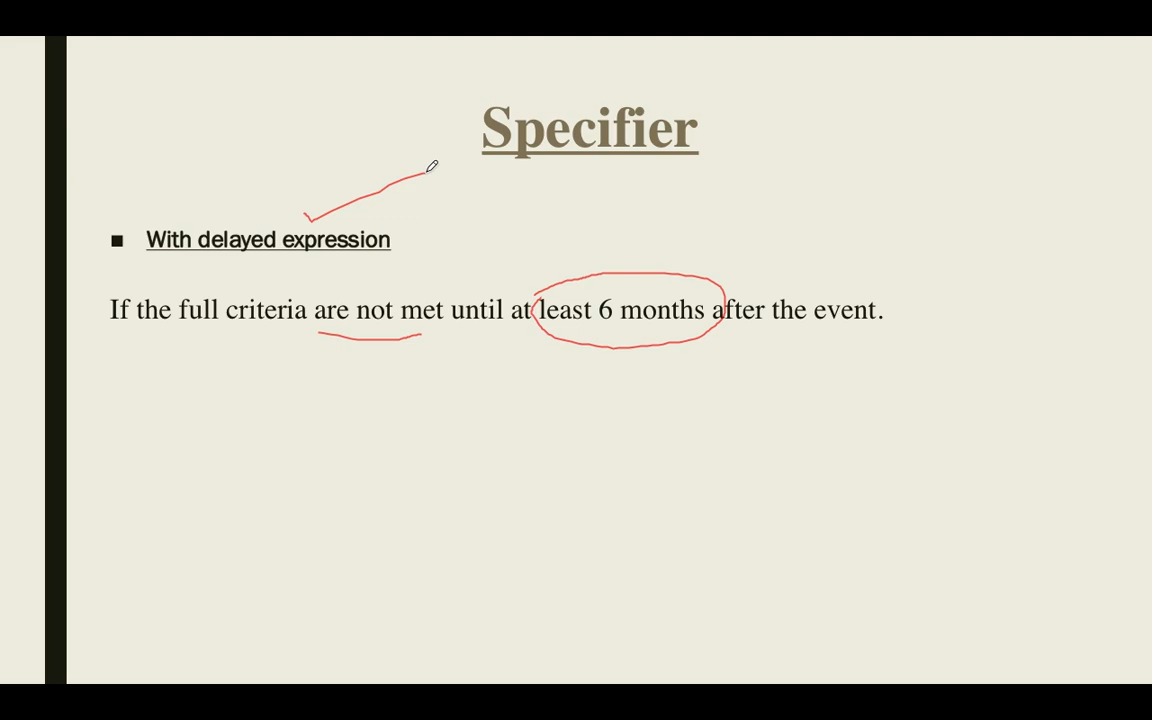 Specifier
With delayed expression
If the full criteria are not met until at least 6 months after the event.